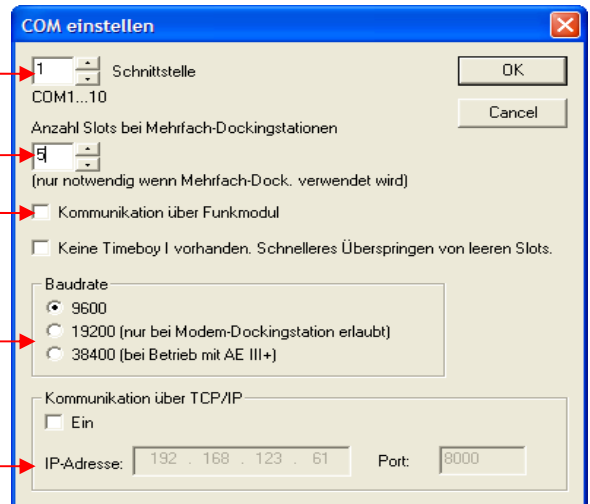 COM einstellen
1 Schnittstelle
OK
COM1...10
Cancel
Anzahl Slots bei Mehrfach-Dockingstationen
5
(nur notwendig wenn Mehrfach-Dock. verwendet wird)
Kommunikation über Funkmodul
Keine Timeboy I vorhanden. Schnelleres Überspringen von leeren Slots.
Baudrate
9600
19200 (nur bei Modem-Dockingstation erlaubt)
38400 (bei Betrieb mit AE III+)
Kommunikation über TCP/IP
Ein
IP-Adresse: 192 . 168 . 123 . 61 Port: 8000